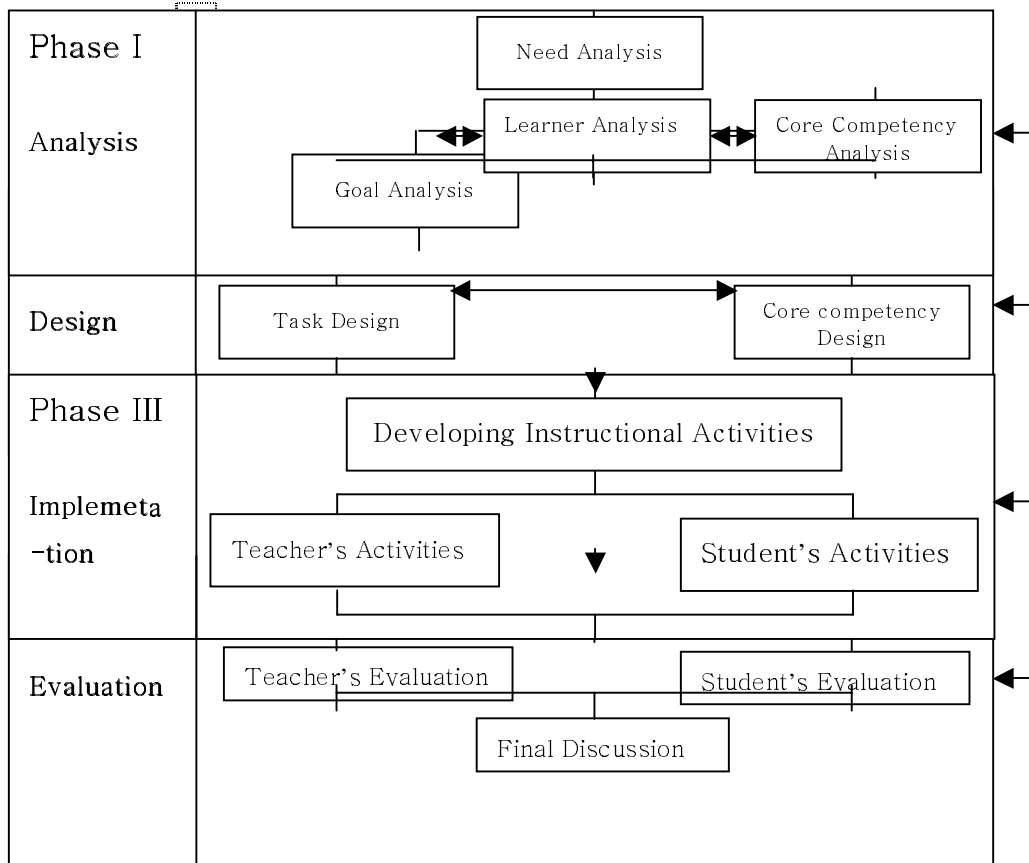 Phase I
Analysis
Need Analysis
Learner Analysis
Core Competency
Analysis
Goal Analysis
Design
Task Design
Core competency
Design
Phase III
Implemeta
-tion
Developing Instructional Activities
Teacher's Activities
Student's Activities
Evaluation
Teacher's Evaluation
Student's Evaluation
Final Discussion